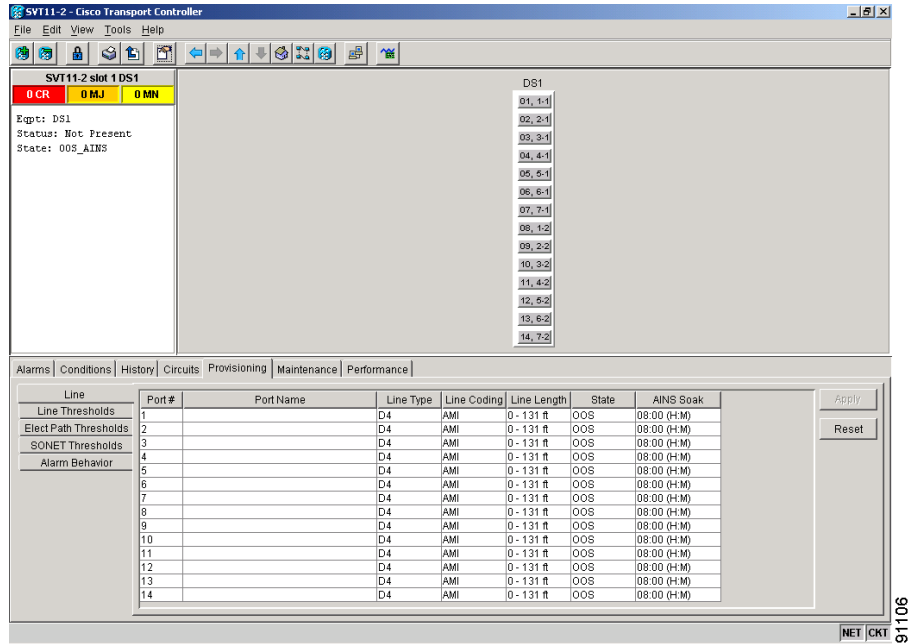 SVT11-2 - Cisco Transport Controller
File Edit View Tools Help
SVT11-2 slot 1 DS1
0 CR 0 MJ 0 MN
Eqpt: DS1
Status: Not Present
State: OOS_AINS
DS1
01, 1-1
02, 2-1
03, 3-1
04, 4-1
05, 5-1
06, 6-1
07, 7-1
08, 1-2
09, 2-2
10, 3-2
11, 4-2
12, 5-2
13, 6-2
14, 7-2
Alarms Conditions History Circuits Provisioning Maintenance Performance
Line
Line Thresholds
Elect Path Thresholds
SONET Thresholds
Alarm Behavior
Port # Port Name Line Type Line Coding Line Length State AINS Soak
1 D4 AMI 0 - 131 ft OOS 08:00 (H:M)
2 D4 AMI 0 - 131 ft OOS 08:00 (H:M)
3 D4 AMI 0 - 131 ft OOS 08:00 (H:M)
4 D4 AMI 0 - 131 ft OOS 08:00 (H:M)
5 D4 AMI 0 - 131 ft OOS 08:00 (H:M)
6 D4 AMI 0 - 131 ft OOS 08:00 (H:M)
7 D4 AMI 0 - 131 ft OOS 08:00 (H:M)
8 D4 AMI 0 - 131 ft OOS 08:00 (H:M)
9 D4 AMI 0 - 131 ft OOS 08:00 (H:M)
10 D4 AMI 0 - 131 ft OOS 08:00 (H:M)
11 D4 AMI 0 - 131 ft OOS 08:00 (H:M)
12 D4 AMI 0 - 131 ft OOS 08:00 (H:M)
13 D4 AMI 0 - 131 ft OOS 08:00 (H:M)
14 D4 AMI 0 - 131 ft OOS 08:00 (H:M)
Apply
Reset
NET CKT
91106